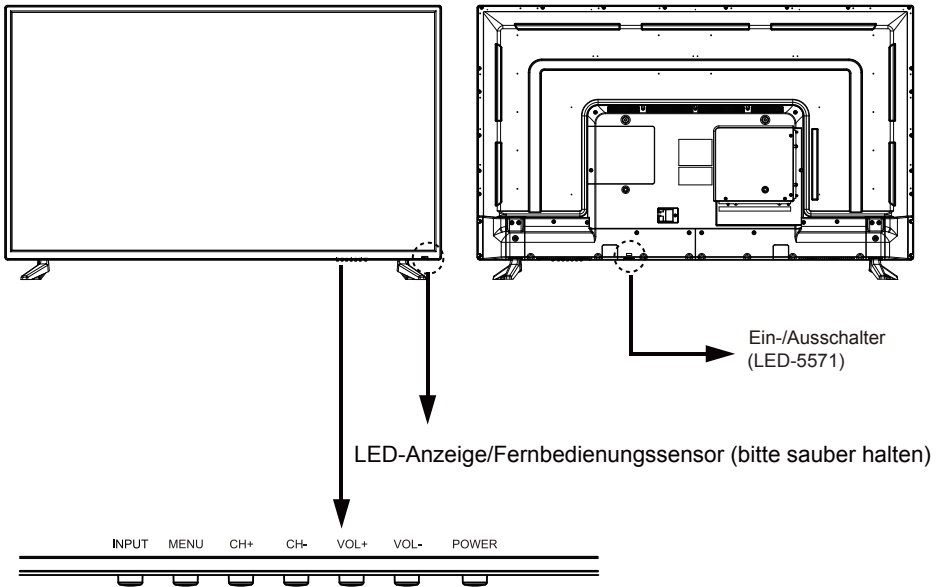 Ein-/Ausschalter
(LED-5571)
LED-Anzeige/Fernbedienungssensor (bitte sauber halten)
INPUT MENU CH+ CH- VOL+ VOL- POWER